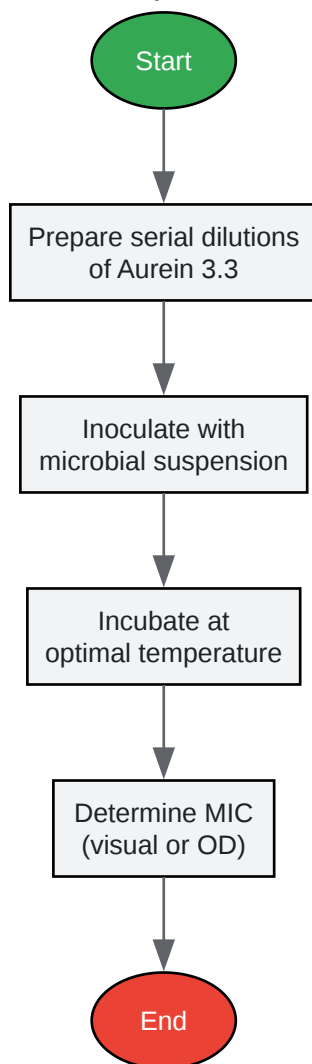 Start
Prepare serial dilutions
of Aurein 3.3
Inoculate with
microbial suspension
Incubate at
optimal temperature
Determine MIC
(visual or OD)
End